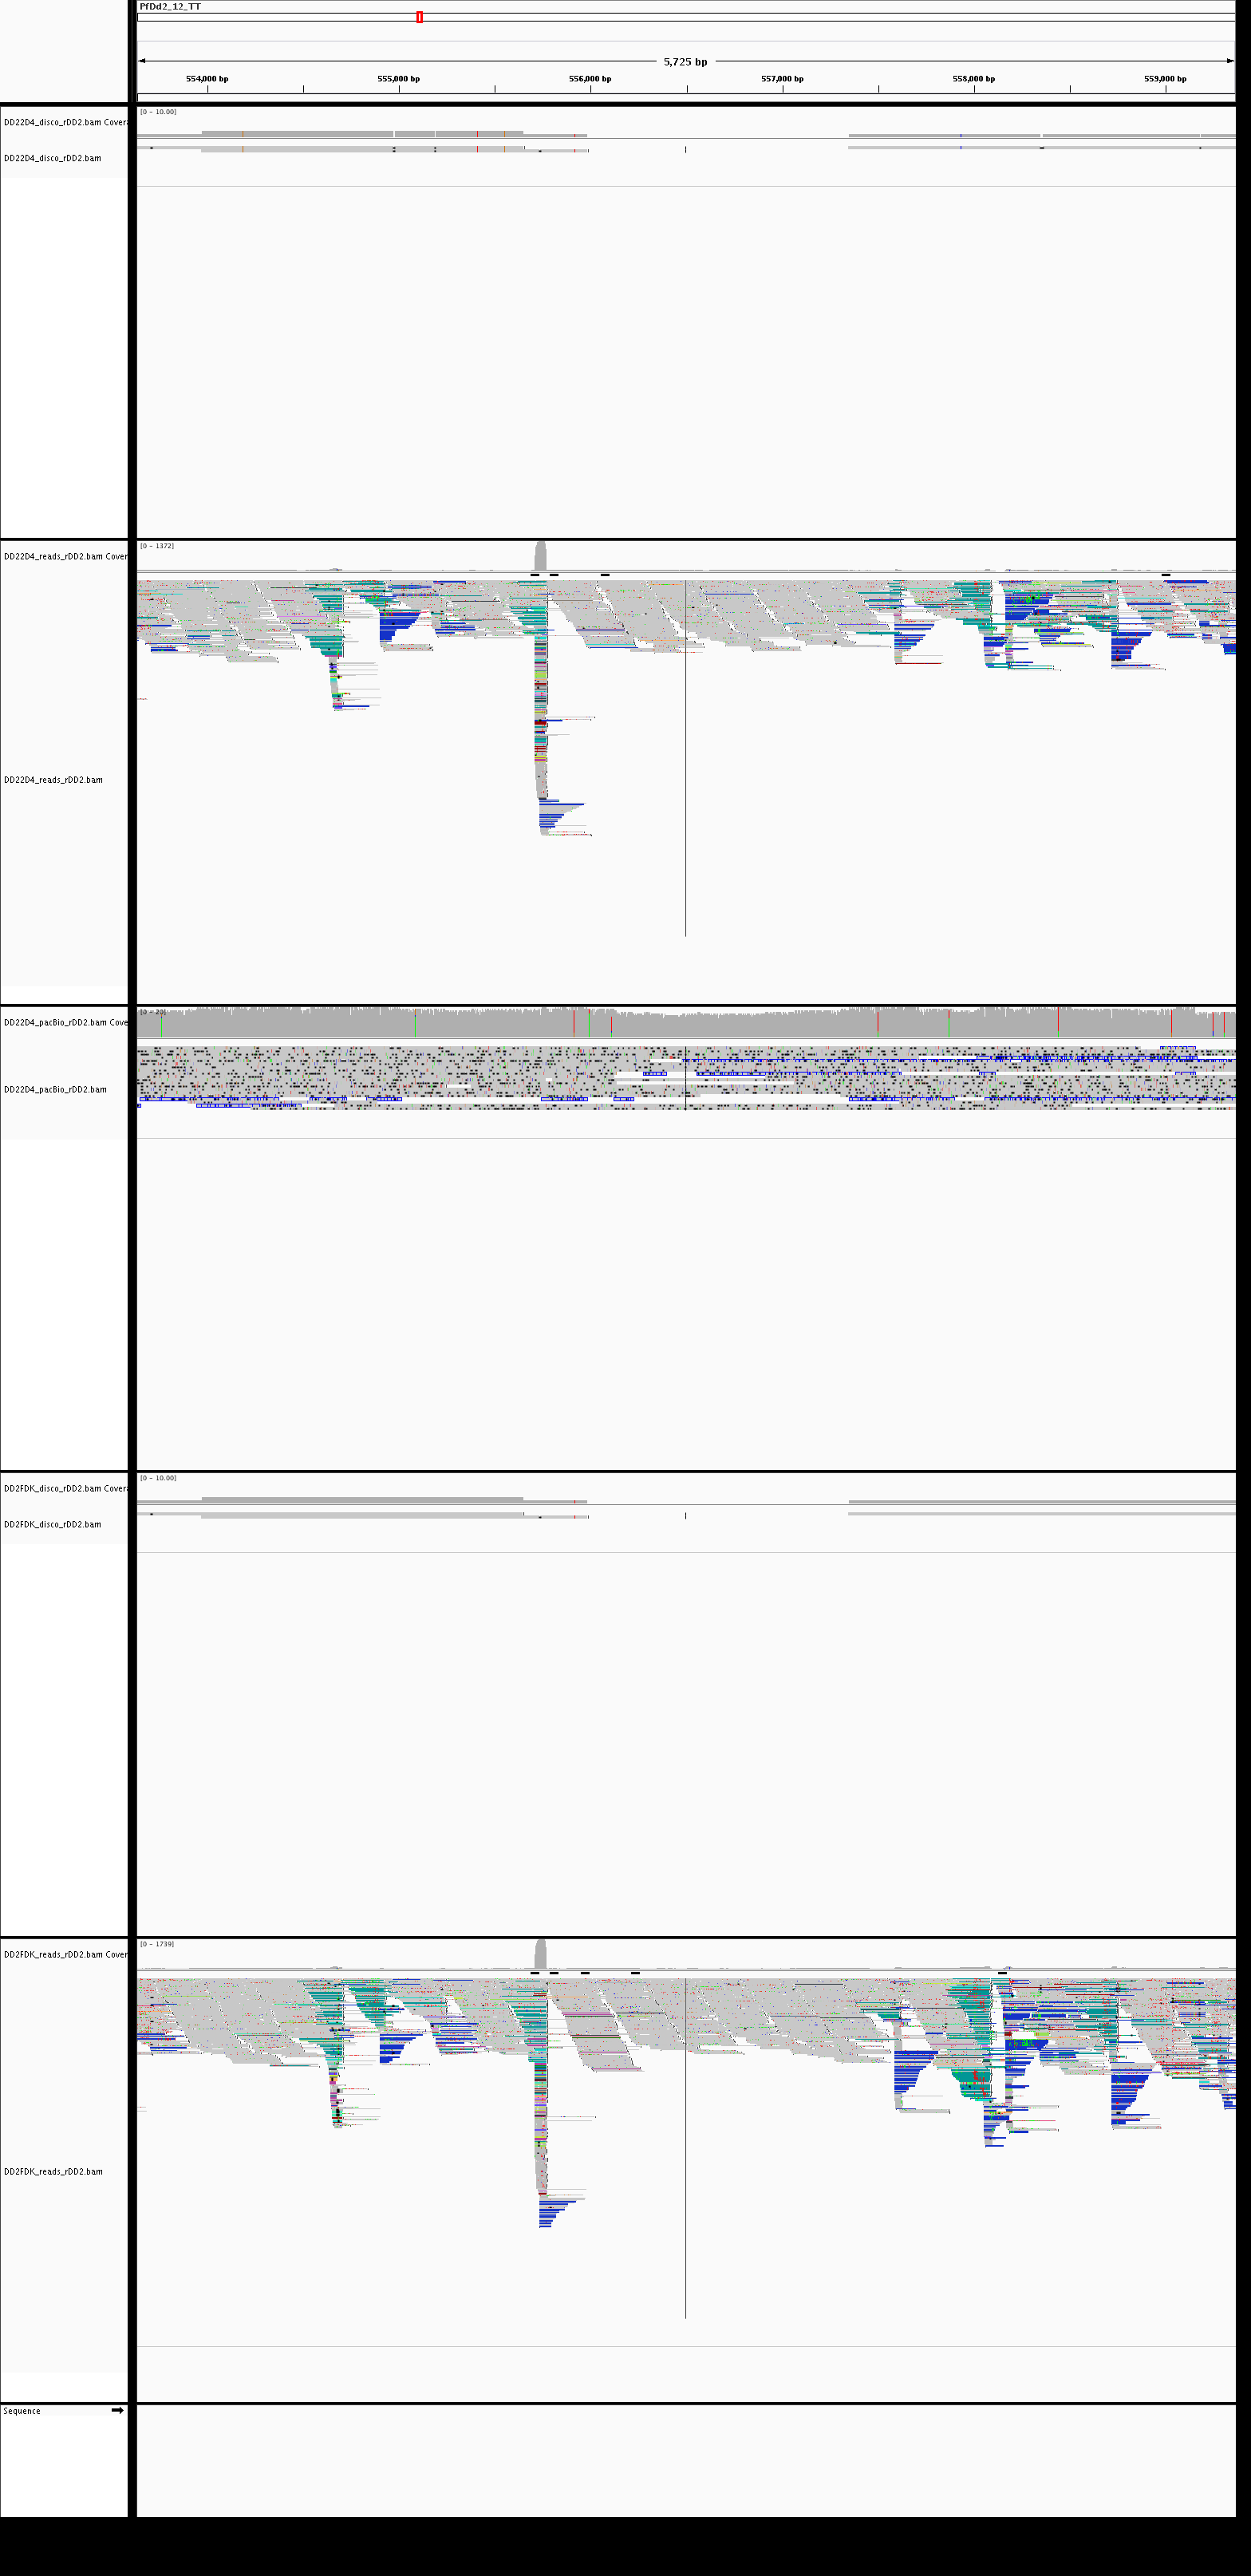 PfDd2_12_TT
5,725 bp
554,000 bp 555,000 bp 556,000 bp 557,000 bp 558,000 bp 559,000 bp
[0 - 10.00]
DD22D4_disco_rDD2.bam Covera
DD22D4_disco_rDD2.bam
[0 - 1372]
DD22D4_reads_rDD2.bam Cover
DD22D4_reads_rDD2.bam
[0 - 20]
DD22D4_pacBio_rDD2.bam Cove
DD22D4_pacBio_rDD2.bam
[0 - 10.00]
DD2FDK_disco_rDD2.bam Covera
DD2FDK_disco_rDD2.bam
[0 - 1739]
DD2FDK_reads_rDD2.bam Cover
DD2FDK_reads_rDD2.bam
Sequence